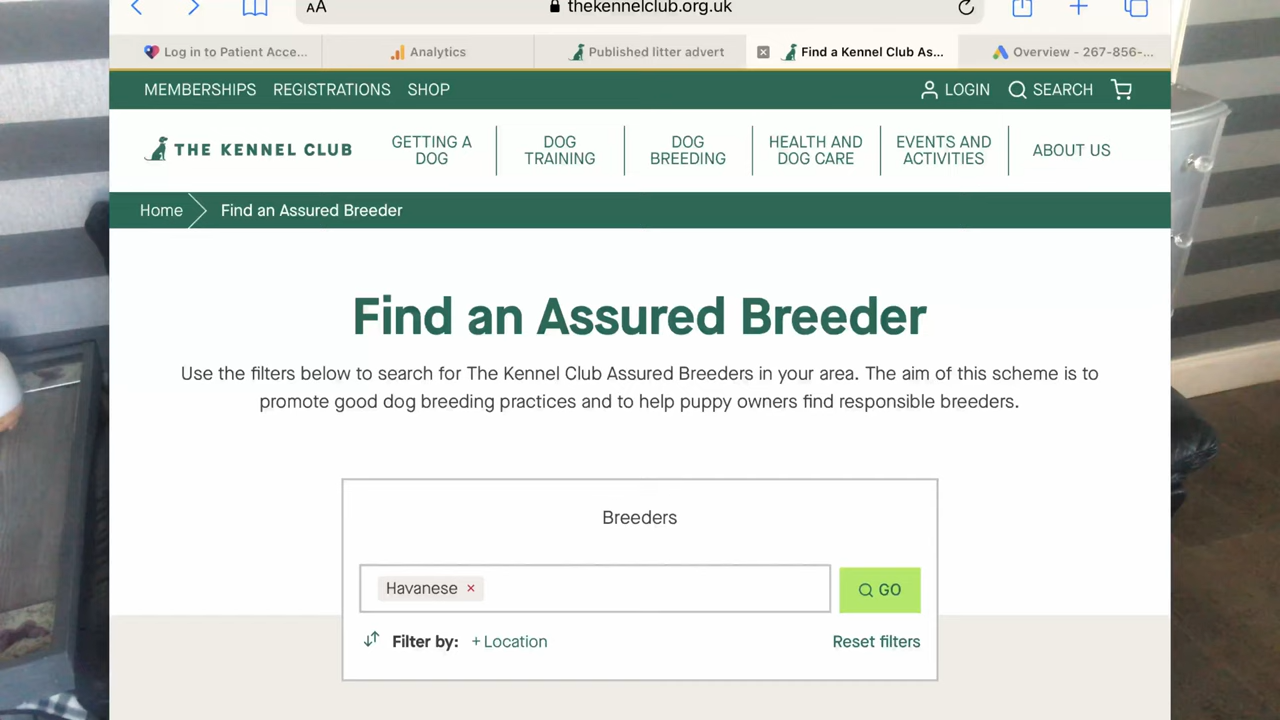 AA
thekennelclub.org.uk
Log in to Patient Acce...
Analytics
Published litter advert
Find a Kennel Club As...
Overview - 267-856-...
MEMBERSHIPS REGISTRATIONS SHOP
LOGIN SEARCH
THE KENNEL CLUB
GETTING A
DOG
DOG
TRAINING
DOG
BREEDING
HEALTH AND
DOG CARE
EVENTS AND
ACTIVITIES
ABOUT US
Home Find an Assured Breeder
Find an Assured Breeder
Use the filters below to search for The Kennel Club Assured Breeders in your area. The aim of this scheme is to
promote good dog breeding practices and to help puppy owners find responsible breeders.
Breeders
Havanese ×
GO
Filter by: + Location
Reset filters